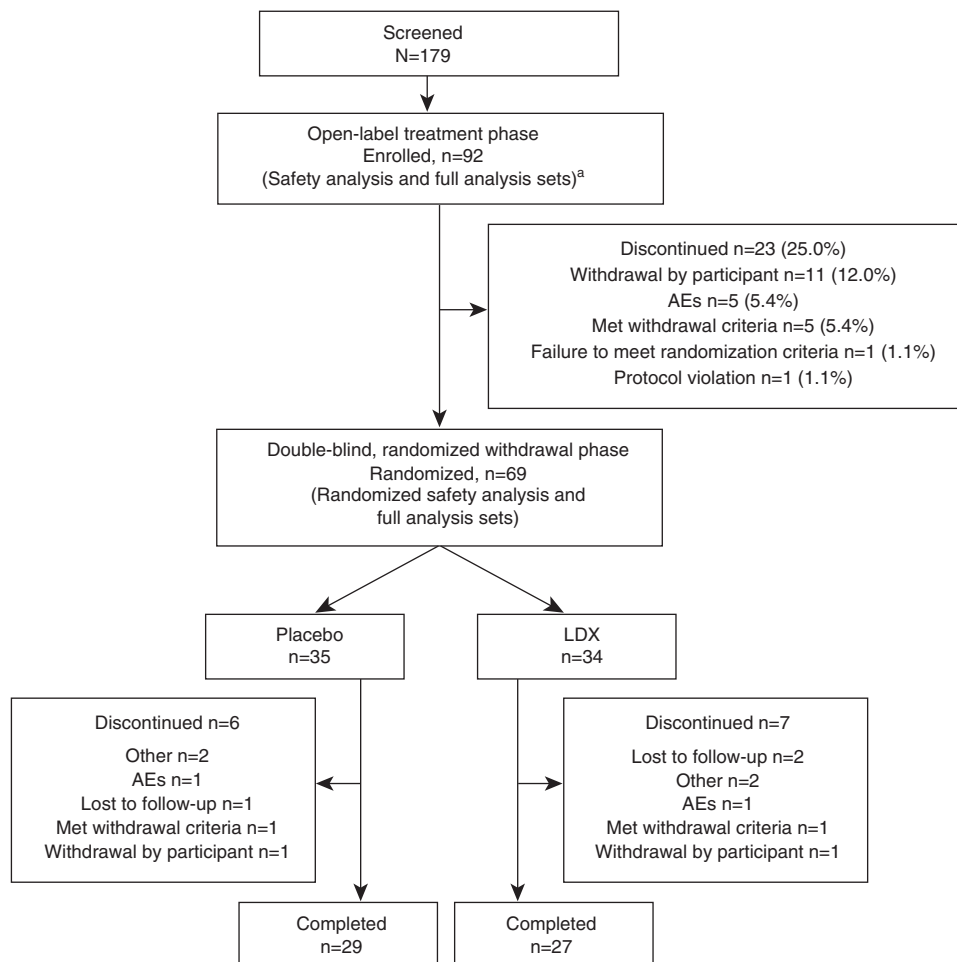 Screened
N=179
Open-label treatment phase
Enrolled, n=92
(Safety analysis and full analysis sets)ᵃ
Discontinued n=23 (25.0%)
Withdrawal by participant n=11 (12.0%)
AEs n=5 (5.4%)
Met withdrawal criteria n=5 (5.4%)
Failure to meet randomization criteria n=1 (1.1%)
Protocol violation n=1 (1.1%)
Double-blind, randomized withdrawal phase
Randomized, n=69
(Randomized safety analysis and
full analysis sets)
Placebo
n=35
LDX
n=34
Discontinued n=6
Other n=2
AEs n=1
Lost to follow-up n=1
Met withdrawal criteria n=1
Withdrawal by participant n=1
Discontinued n=7
Lost to follow-up n=2
Other n=2
AEs n=1
Met withdrawal criteria n=1
Withdrawal by participant n=1
Completed
n=29
Completed
n=27